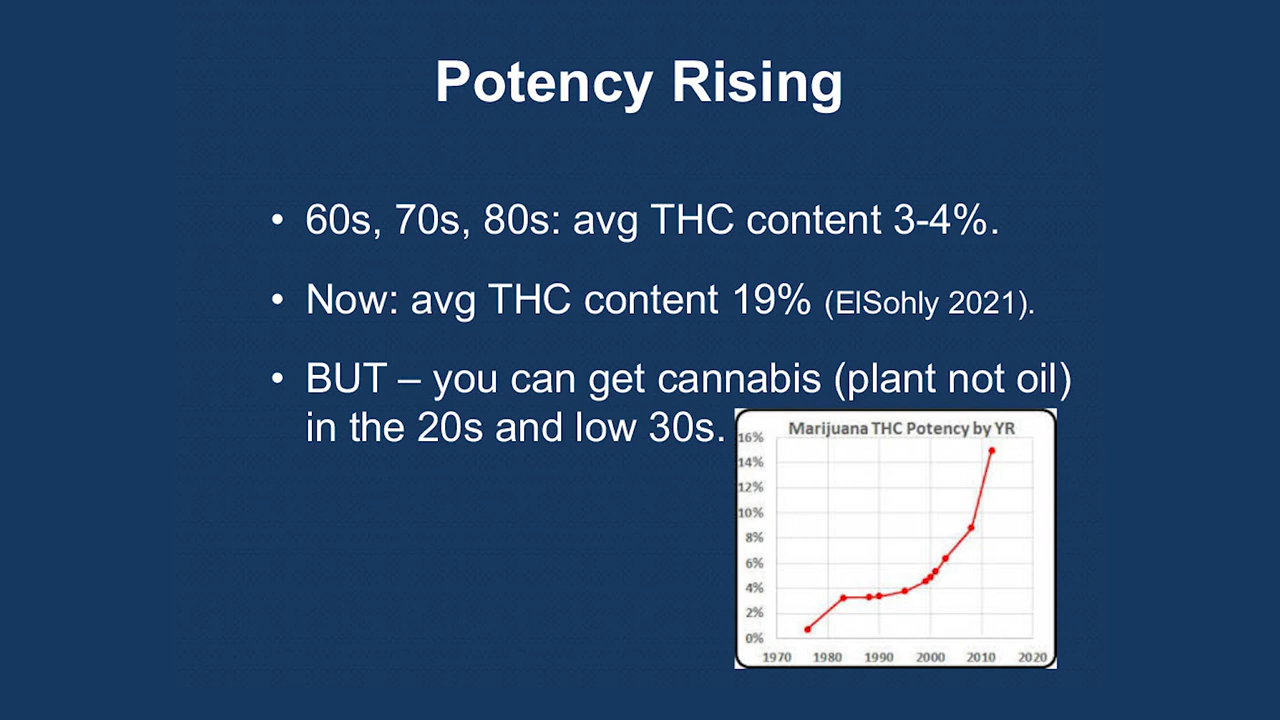 Potency Rising
• 60s, 70s, 80s: avg THC content 3-4%.
• Now: avg THC content 19% (ElSohly 2021).
• BUT – you can get cannabis (plant not oil)
in the 20s and low 30s.
Marijuana THC Potency by YR
16%
14%
12%
10%
8%
6%
4%
2%
0%
1970 1980 1990 2000 2010 2020